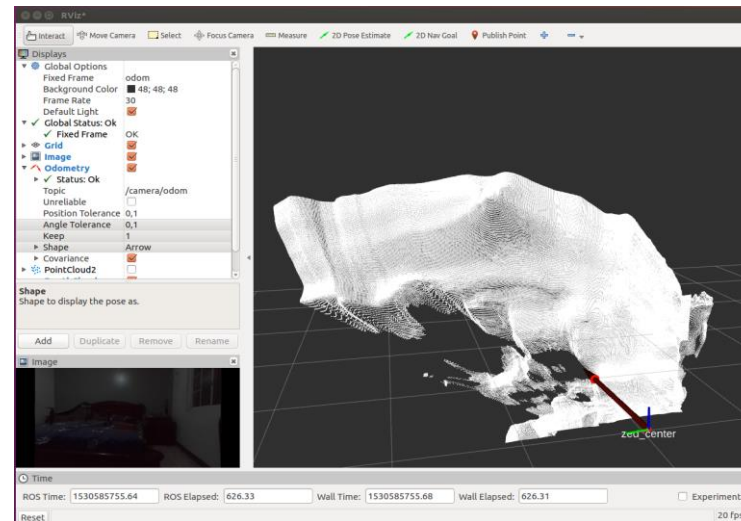 RViz*
Interact Move Camera Select Focus Camera Measure 2D Pose Estimate 2D Nav Goal Publish Point
Displays
Global Options
Fixed Frame odom
Background Color 48; 48; 48
Frame Rate 30
Default Light
Global Status: Ok
Fixed Frame OK
Grid
Image
Odometry
Status: Ok
Topic /camera/odom
Unreliable
Position Tolerance 0,1
Angle Tolerance 0,1
Keep 1
Shape Arrow
Covariance
PointCloud2
Shape
Shape to display the pose as.
Add Duplicate Remove Rename
Image
zed_center
Time
ROS Time: 1530585755.64 ROS Elapsed: 626.33 Wall Time: 1530585755.68 Wall Elapsed: 626.31 Experiment
Reset 20 fps